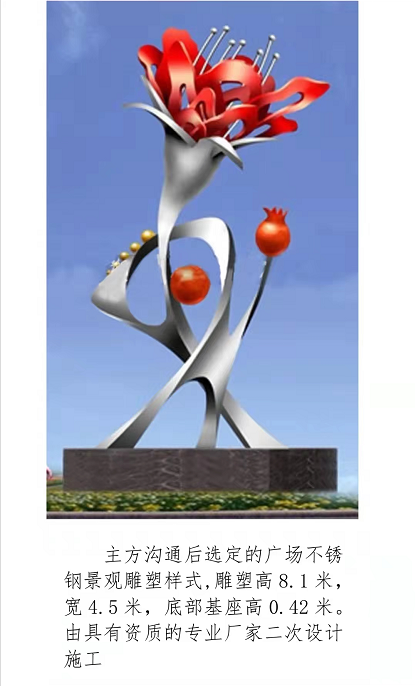 主方沟通后选定的广场不锈
钢景观雕塑样式,雕塑高8.1米，
宽4.5米，底部基座高0.42米。
由具有资质的专业厂家二次设计
施工